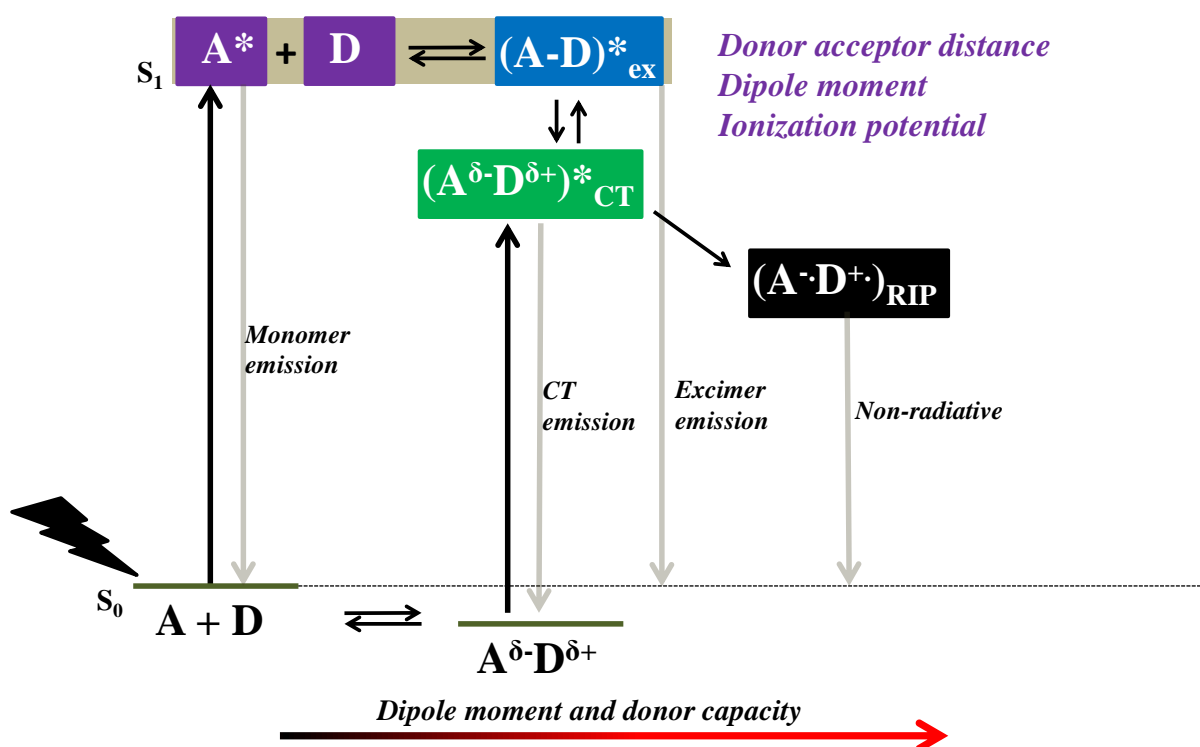 A* + D ⇌ (A-D)*ex
S1
Donor acceptor distance
Dipole moment
Ionization potential
(Aδ-Dδ+)*CT
(A-·D+·)RIP
Monomer
emission
CT
emission
Excimer
emission
Non-radiative
S0
A + D
Aδ-Dδ+
Dipole moment and donor capacity